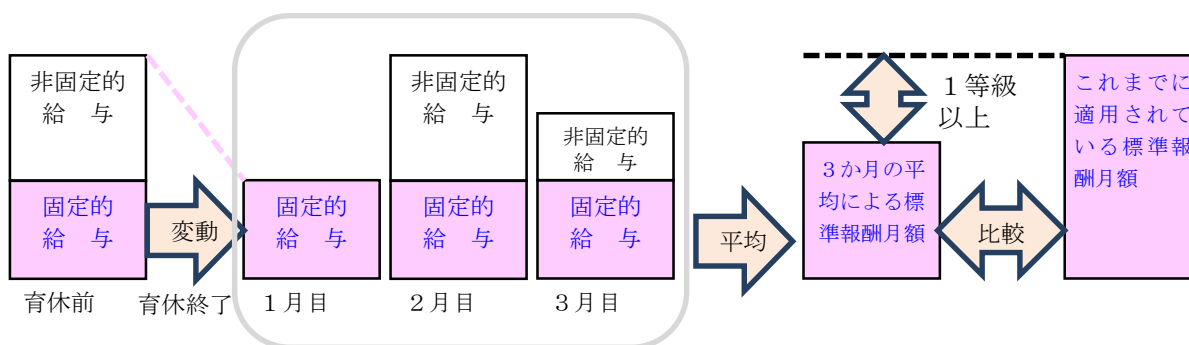 非固定的
給　与
固定的
給　与
育休前
変動
育休終了
固定的
給　与
１月目
非固定的
給　与
固定的
給　与
２月目
非固定的
給　与
固定的
給　与
３月目
平均
３か月の平
均による標
準報酬月額
１等級
以上
比較
これまでに
適用されて
いる標準報
酬月額